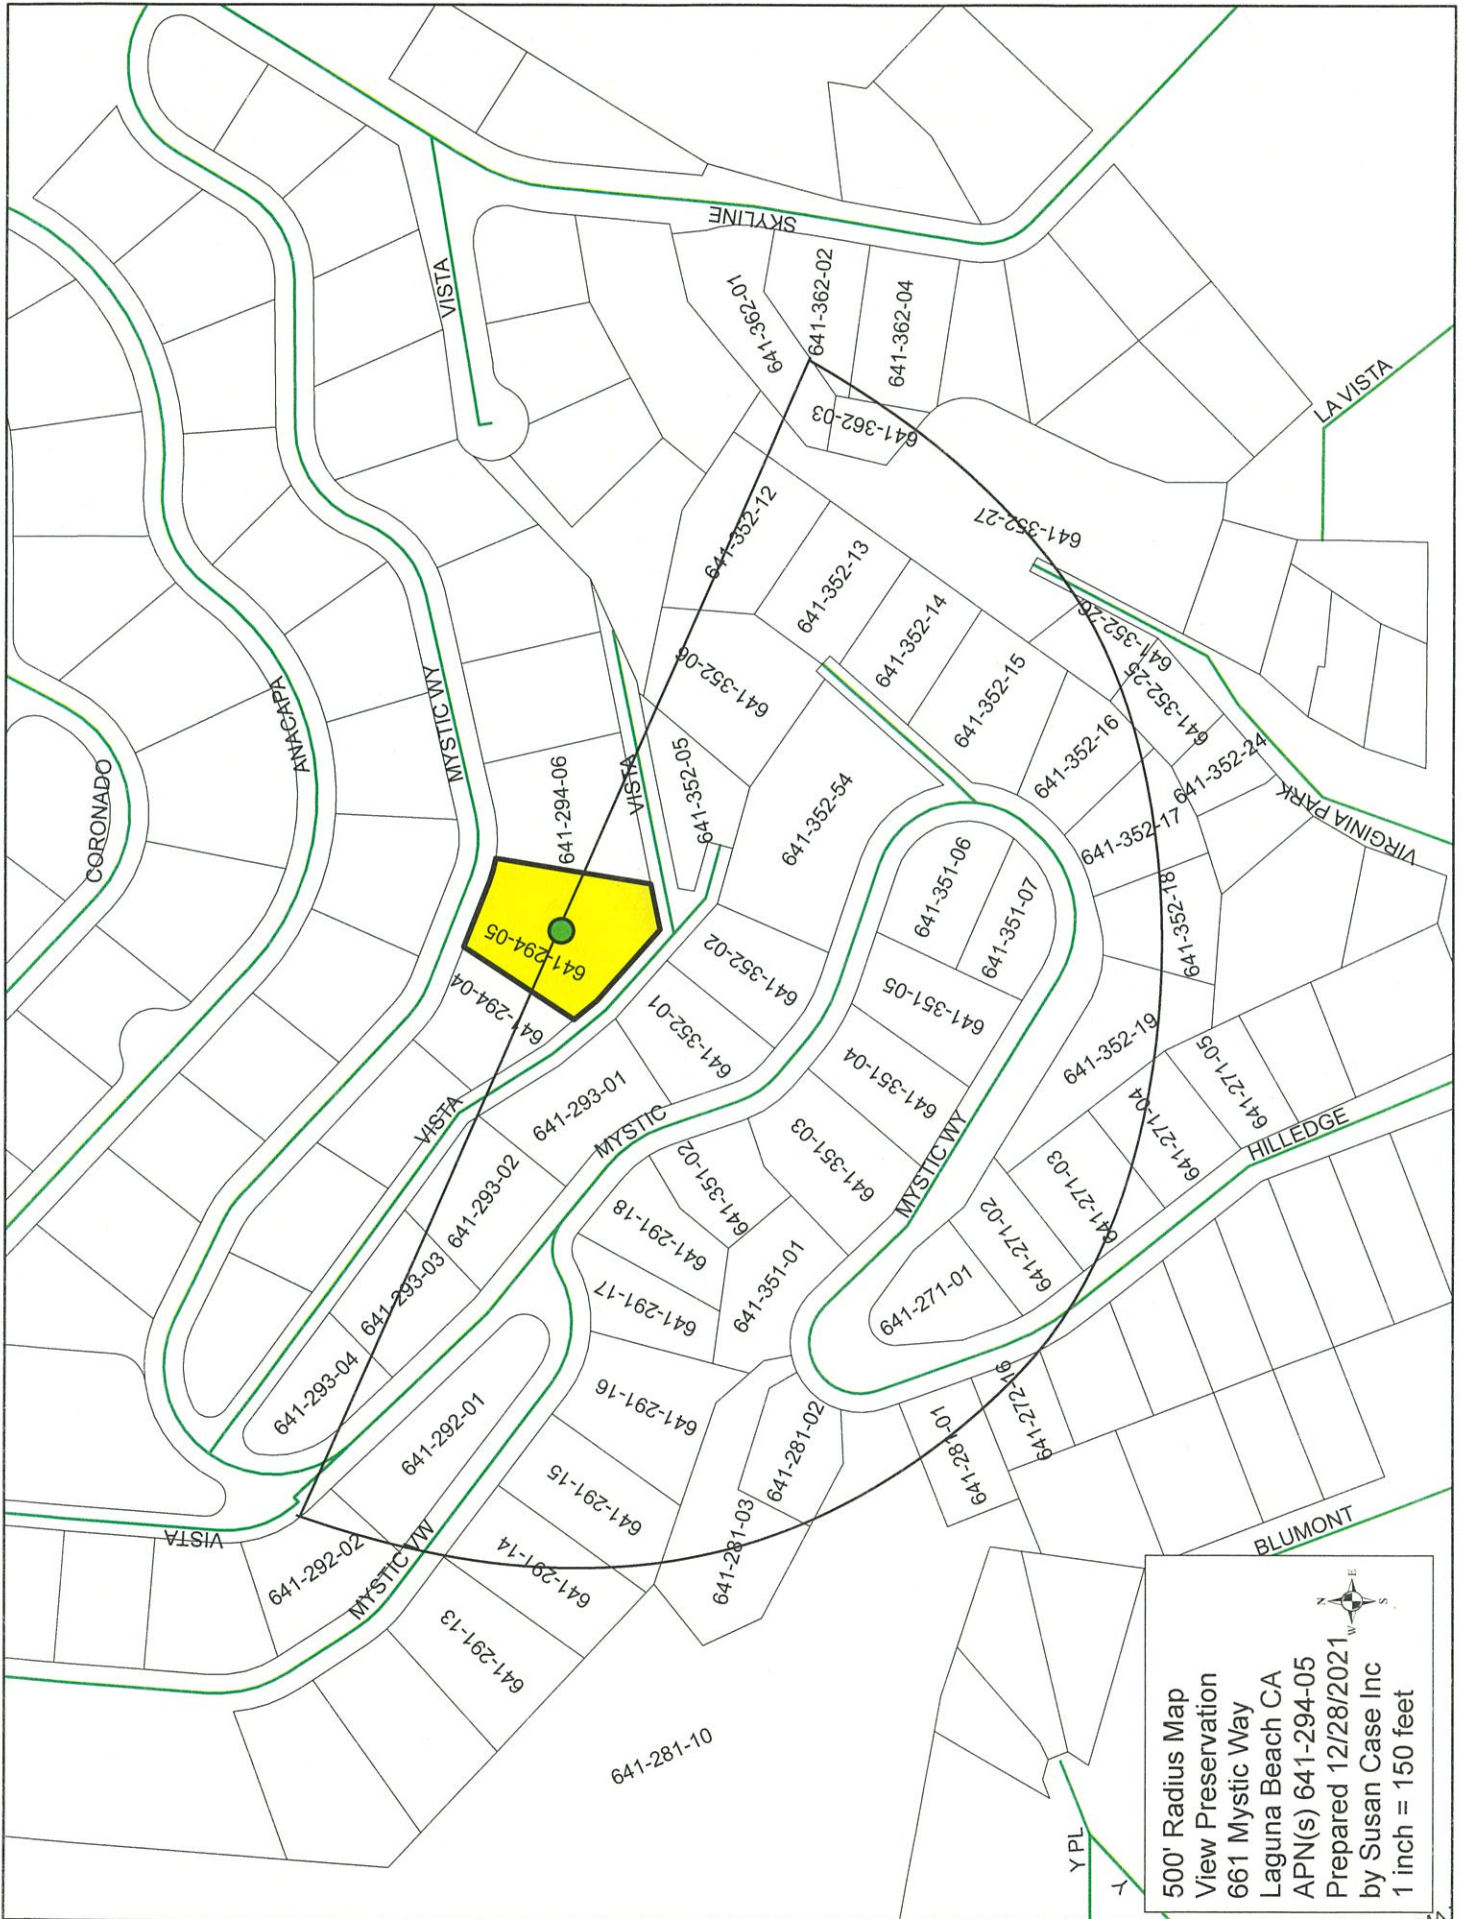 CORONADO
ANACAPA
MYSTIC WY
VISTA
SKYLINE
641-362-01
641-362-02
641-362-04
641-362-03
LA VISTA
641-352-12
641-352-27
641-352-13
641-352-14
641-352-06
641-352-15
641-352-26
641-352-25
641-352-16
641-352-24
641-352-17
VIRGINIA PARK
641-294-06
VISTA
641-352-05
641-352-54
641-351-06
641-351-07
641-352-18
641-294-05
641-294-04
641-352-02
641-352-01
641-351-05
641-351-04
641-352-19
641-271-05
641-271-04
HILLEDGE
VISTA
641-293-01
MYSTIC
641-351-02
641-351-03
MYSTIC WY
641-271-03
641-271-02
641-271-01
641-293-02
641-293-03
641-291-18
641-291-17
641-351-01
641-293-04
641-292-01
641-291-16
641-281-02
641-281-01
641-272-16
641-291-15
641-281-03
VISTA
641-292-02
MYSTIC VW
641-291-14
641-291-13
641-281-10
BLUMONT
Y PL
Y
500' Radius Map
View Preservation
661 Mystic Way
Laguna Beach CA
APN(s) 641-294-05
Prepared 12/28/2021
by Susan Case Inc
1 inch = 150 feet
N
W
E
S